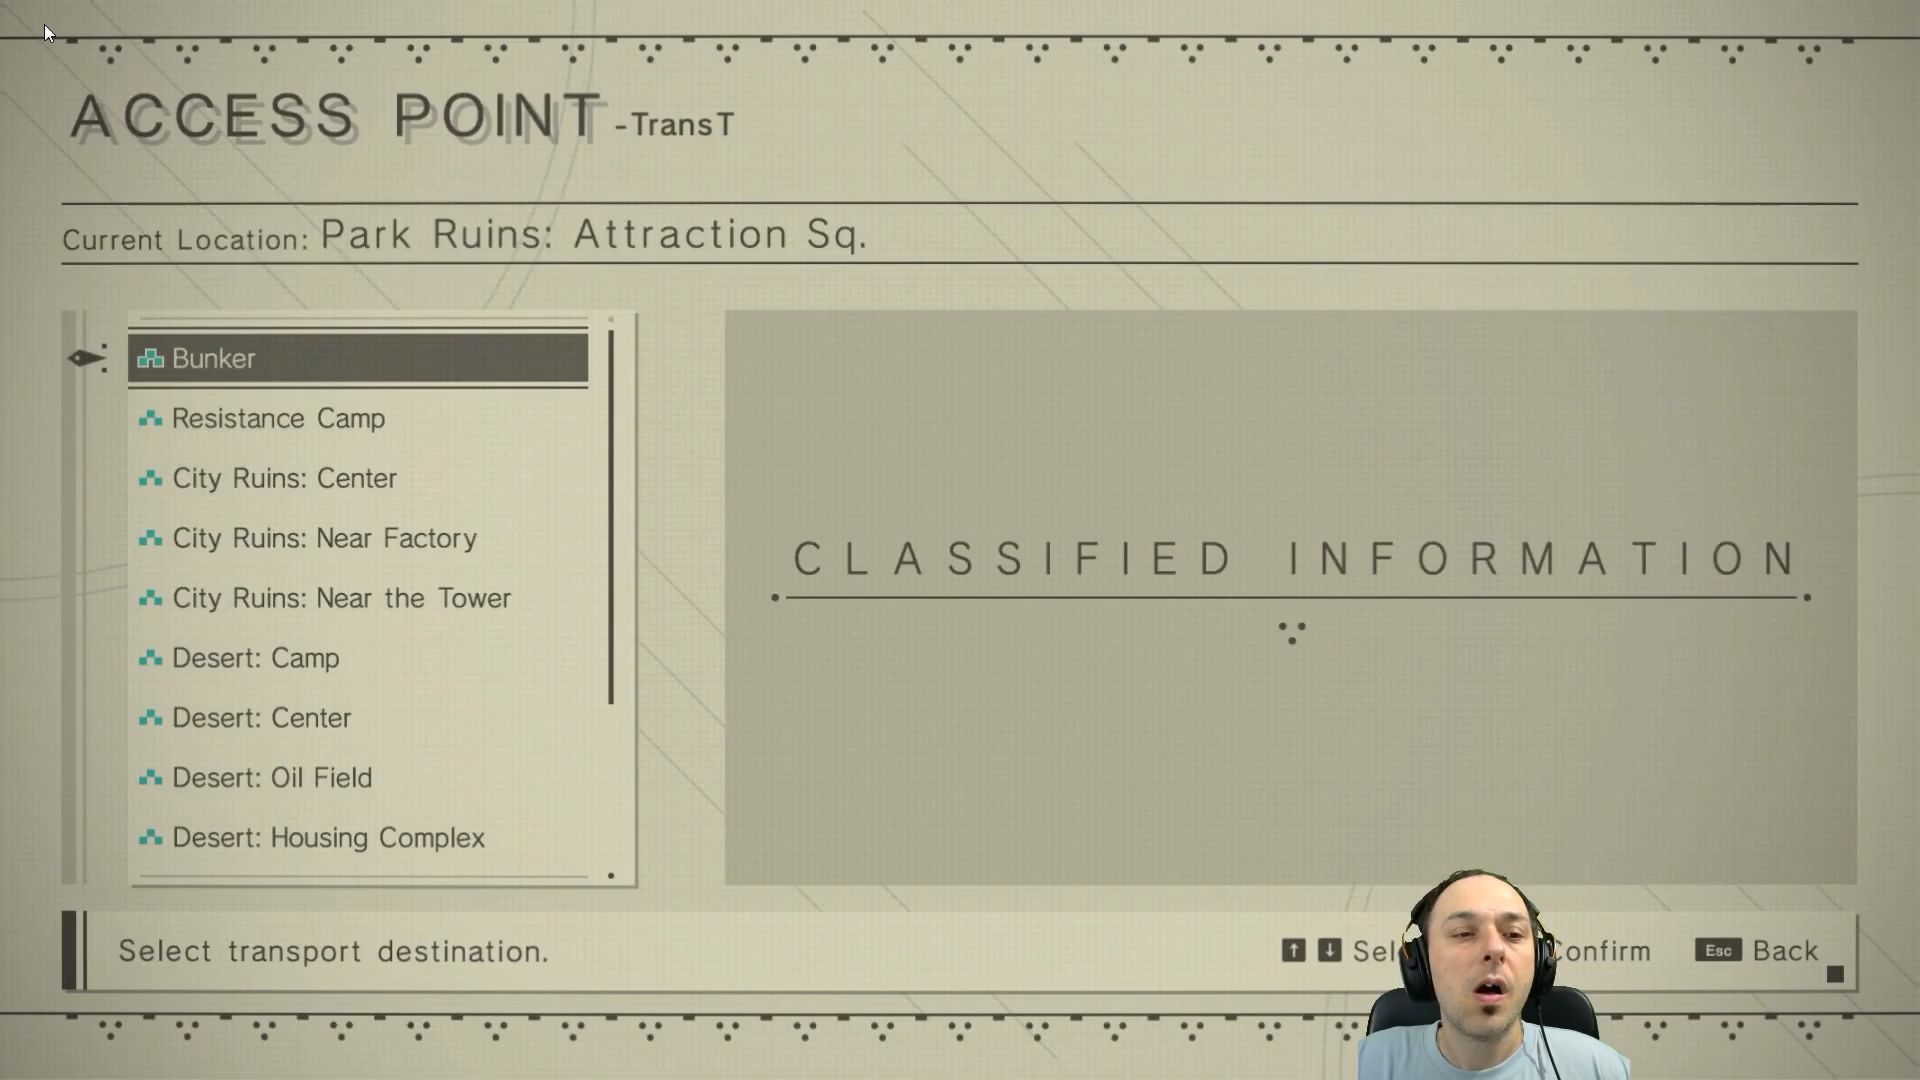 ACCESS POINT -TransT
Current Location: Park Ruins: Attraction Sq.
Bunker
Resistance Camp
City Ruins: Center
City Ruins: Near Factory
City Ruins: Near the Tower
Desert: Camp
Desert: Center
Desert: Oil Field
Desert: Housing Complex
CLASSIFIED INFORMATION
Select transport destination.
↑ ↓ Sel Confirm Esc Back